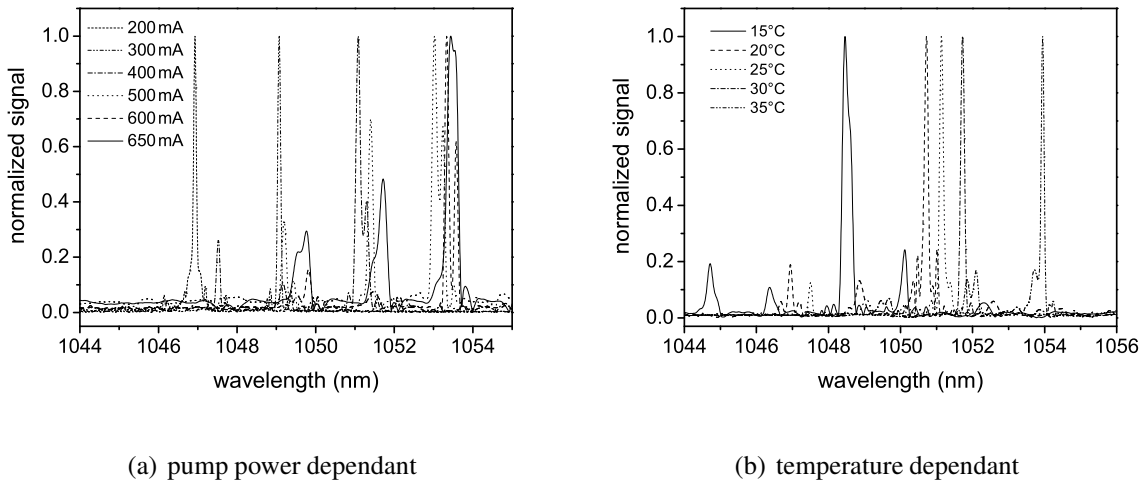 1.0
0.8
0.6
0.4
0.2
0.0
normalized signal
200 mA
300 mA
400 mA
500 mA
600 mA
650 mA
1044 1046 1048 1050 1052 1054
wavelength (nm)
(a) pump power dependant
1.0
0.8
0.6
0.4
0.2
0.0
normalized signal
15°C
20°C
25°C
30°C
35°C
1044 1046 1048 1050 1052 1054 1056
wavelength (nm)
(b) temperature dependant